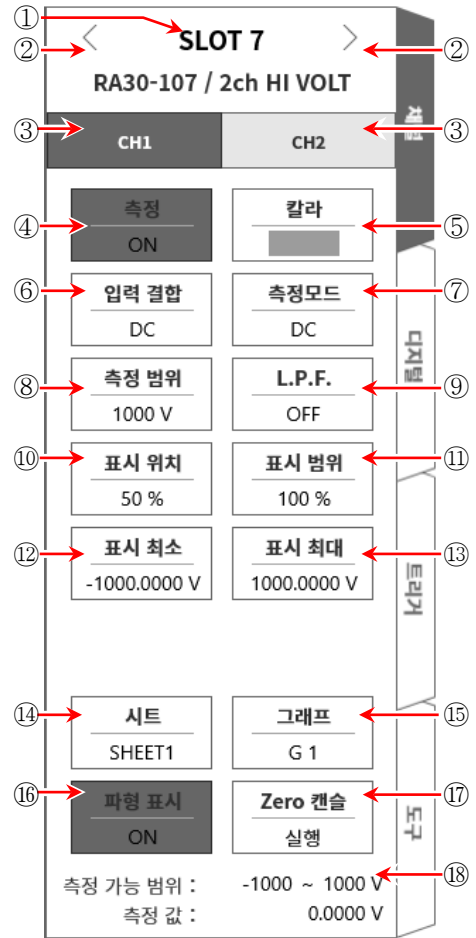 ①
② < SLOT 7 > ②
RA30-107 / 2ch HI VOLT
③ CH1 CH2 ③
채널
④ 측정 칼라 ⑤
ON
⑥ 입력 결합 측정모드 ⑦
DC DC
디지털
⑧ 측정 범위 L.P.F. ⑨
1000 V OFF
⑩ 표시 위치 표시 범위 ⑪
50 % 100 %
⑫ 표시 최소 표시 최대 ⑬
-1000.0000 V 1000.0000 V
트리거
⑭ 시트 그래프 ⑮
SHEET1 G 1
⑯ 파형 표시 Zero 캔슬 ⑰
ON 실행
도구
측정 가능 범위 : -1000 ~ 1000 V ⑱
측정 값 : 0.0000 V